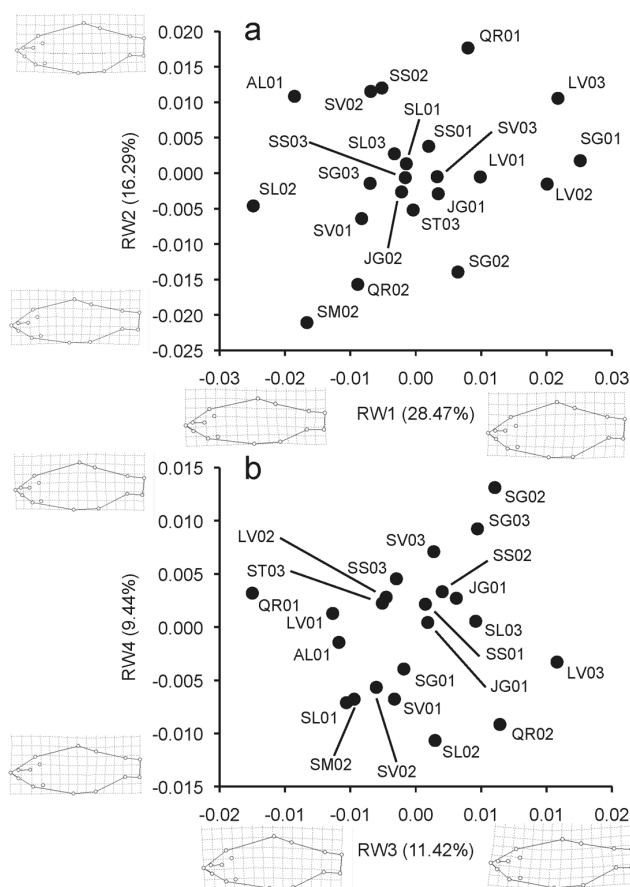 a
0.020
0.015
0.010
0.005
0.000
-0.005
-0.010
-0.015
-0.020
-0.025
RW2 (16.29%)
QR01
AL01
SS02
LV03
SV02
SL01
SS03
SL03
SS01
SV03
SG01
SG03
LV01
SL02
LV02
JG01
SV01
ST03
JG02
SG02
QR02
SM02
-0.03
-0.02
-0.01
0.00
0.01
0.02
0.03
RW1 (28.47%)
b
0.015
0.010
0.005
0.000
-0.005
-0.010
-0.015
RW4 (9.44%)
SG02
SG03
LV02
SV03
SS02
ST03
SS03
JG01
QR01
LV01
SL03
AL01
SS01
LV03
SG01
JG01
SL01
SV01
QR02
SM02
SV02
SL02
-0.02
-0.01
-0.01
0.00
0.01
0.01
0.02
RW3 (11.42%)